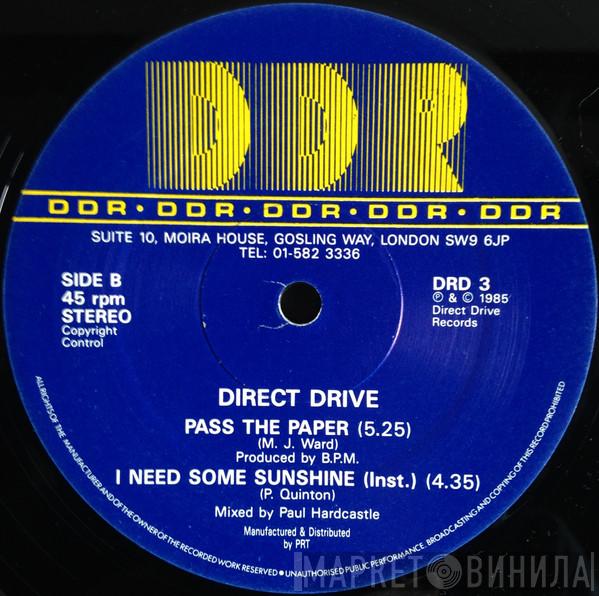 DDR
DDR • DDR • DDR • DDR • DDR
SUITE 10, MOIRA HOUSE, GOSLING WAY, LONDON SW9 6JP
TEL: 01-582 3336
SIDE B
45 rpm
STEREO
Copyright
Control
DRD 3
℗ & © 1985
Direct Drive
Records
DIRECT DRIVE
PASS THE PAPER (5.25)
(M. J. Ward)
Produced by B.P.M.
I NEED SOME SUNSHINE (Inst.) (4.35)
(P. Quinton)
Mixed by Paul Hardcastle
Manufactured & Distributed
by PRT
ALL RIGHTS OF THE MANUFACTURER AND OF THE OWNER OF THE RECORDED WORK RESERVED • UNAUTHORISED PUBLIC PERFORMANCE, BROADCASTING AND COPYING OF THIS RECORD PROHIBITED
МАРКЕТ ВИНИЛА